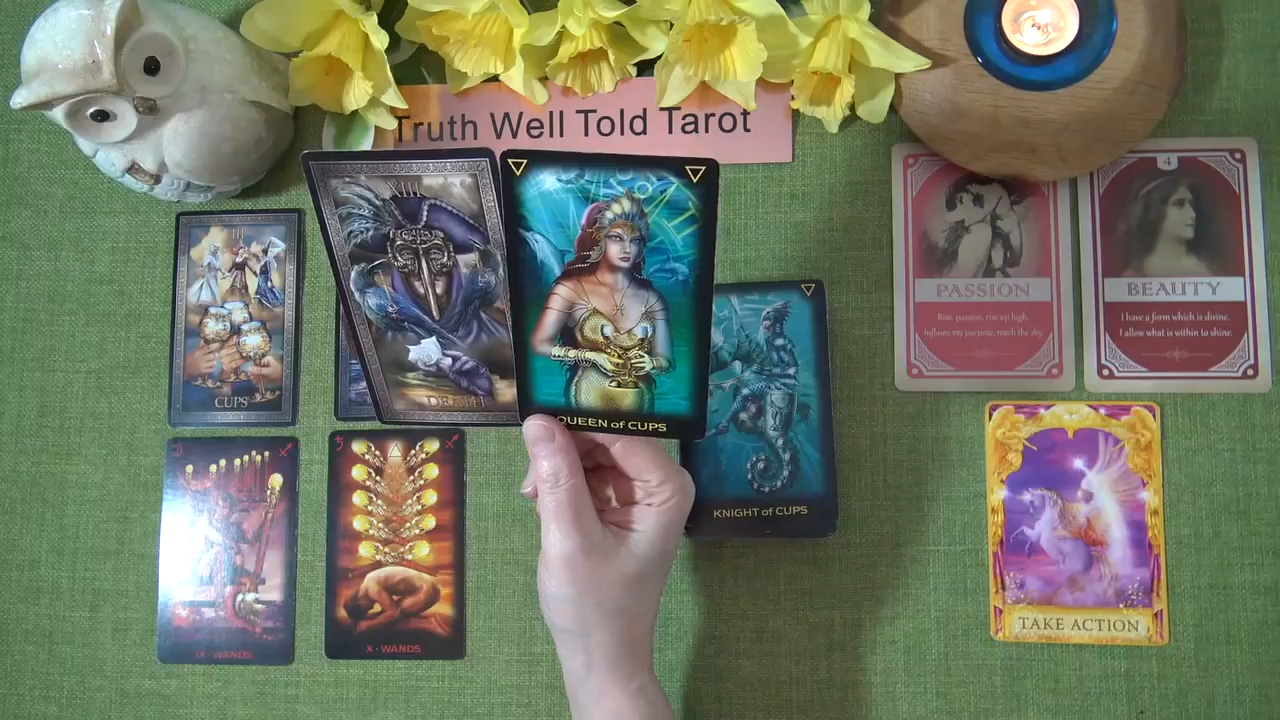 Truth Well Told Tarot
XIII
DEATH
QUEEN of CUPS
III
CUPS
KNIGHT of CUPS
IX · WANDS
X · WANDS
PASSION
Rise, passion, rise up high.
Inflame my purpose, reach the sky.
4
BEAUTY
I have a form which is divine.
I allow what is within to shine.
TAKE ACTION